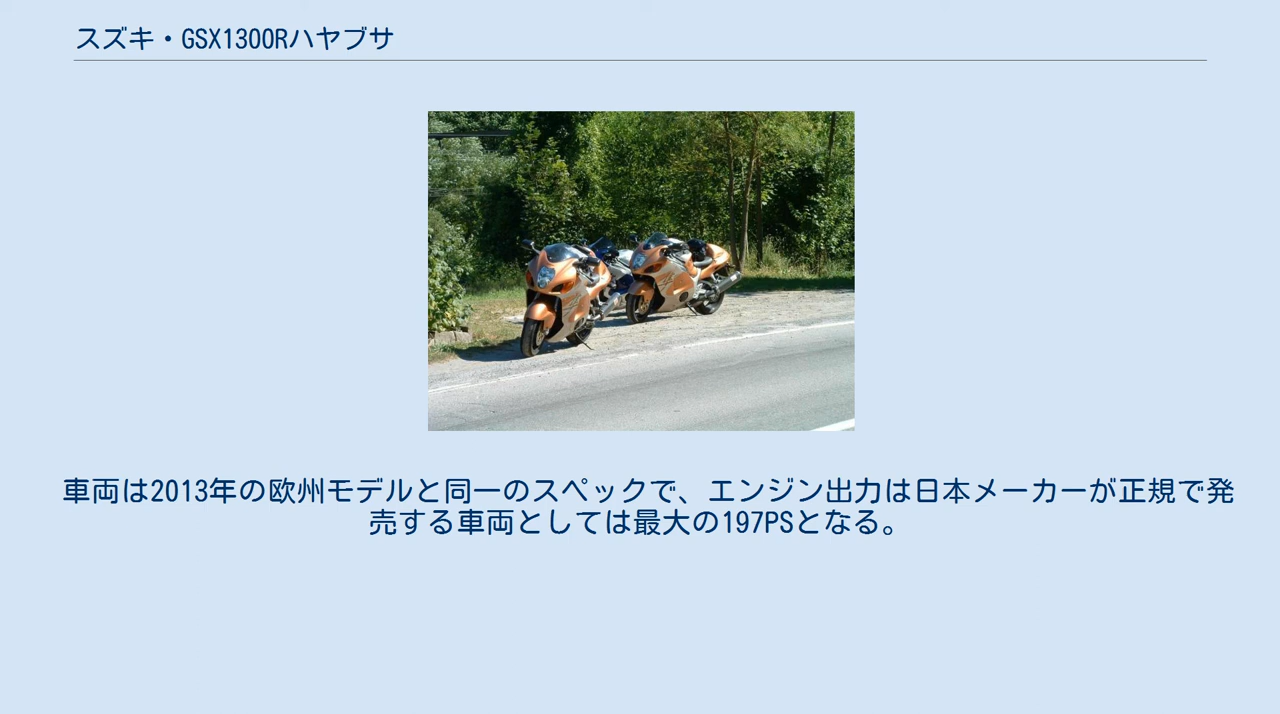 スズキ・GSX1300Rハヤブサ
車両は2013年の欧州モデルと同一のスペックで、エンジン出力は日本メーカーが正規で発
売する車両としては最大の197PSとなる。